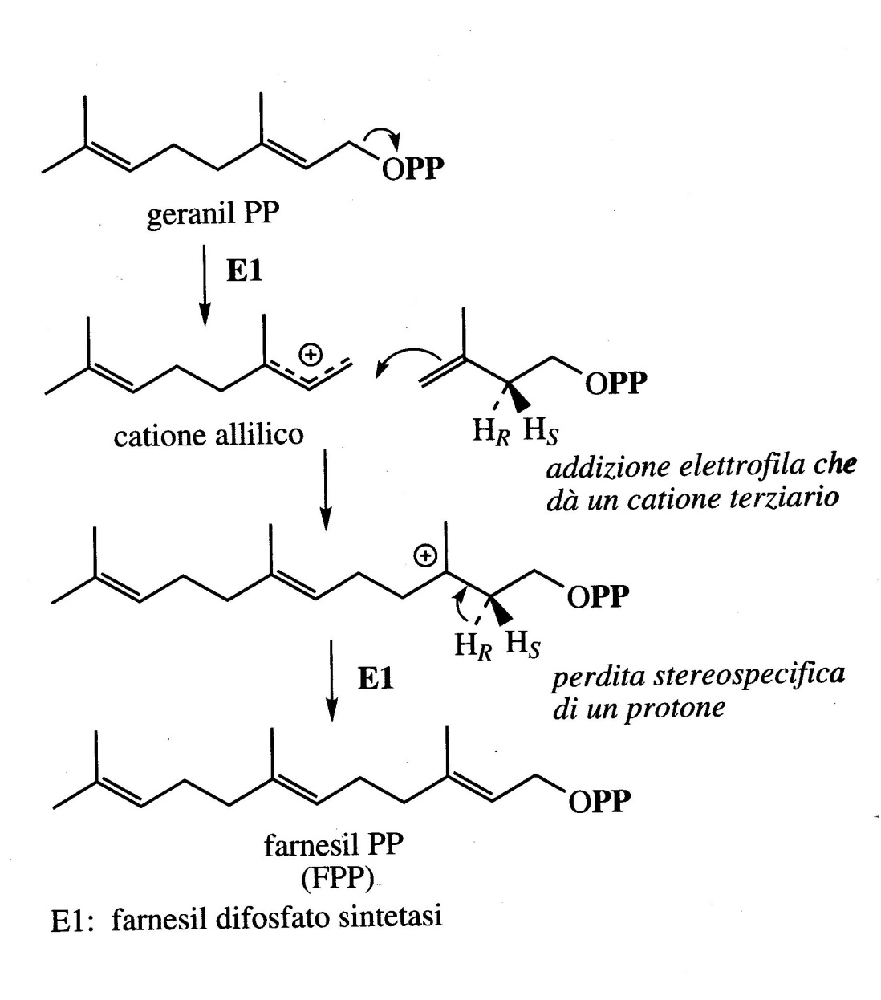 OPP
geranil PP
E1
⊕
OPP
H_R H_S
catione allilico
addizione elettrofila che
dà un catione terziario
⊕
OPP
H_R H_S
E1
perdita stereospecifica
di un protone
OPP
farnesil PP
(FPP)
E1: farnesil difosfato sintetasi